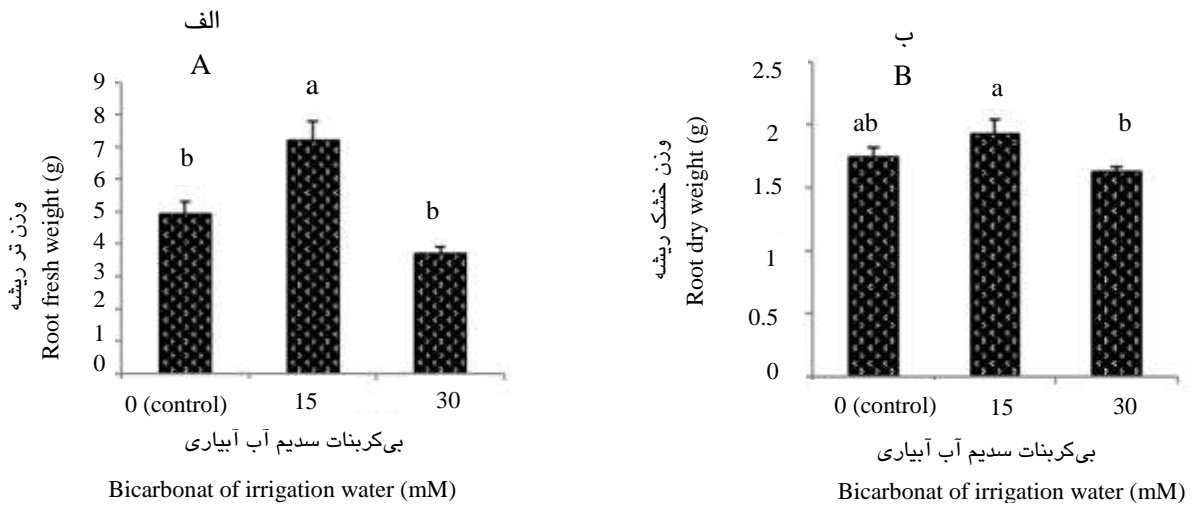 الف
A
9
8
7
6
5
4
3
2
1
0
b
a
b
وزن تر ریشه
Root fresh weight (g)
0 (control)
15
30
بی‌کربنات سدیم آب آبیاری
Bicarbonat of irrigation water (mM)
ب
B
2.5
2
1.5
1
0.5
0
ab
a
b
وزن خشک ریشه
Root dry weight (g)
0 (control)
15
30
بی‌کربنات سدیم آب آبیاری
Bicarbonat of irrigation water (mM)